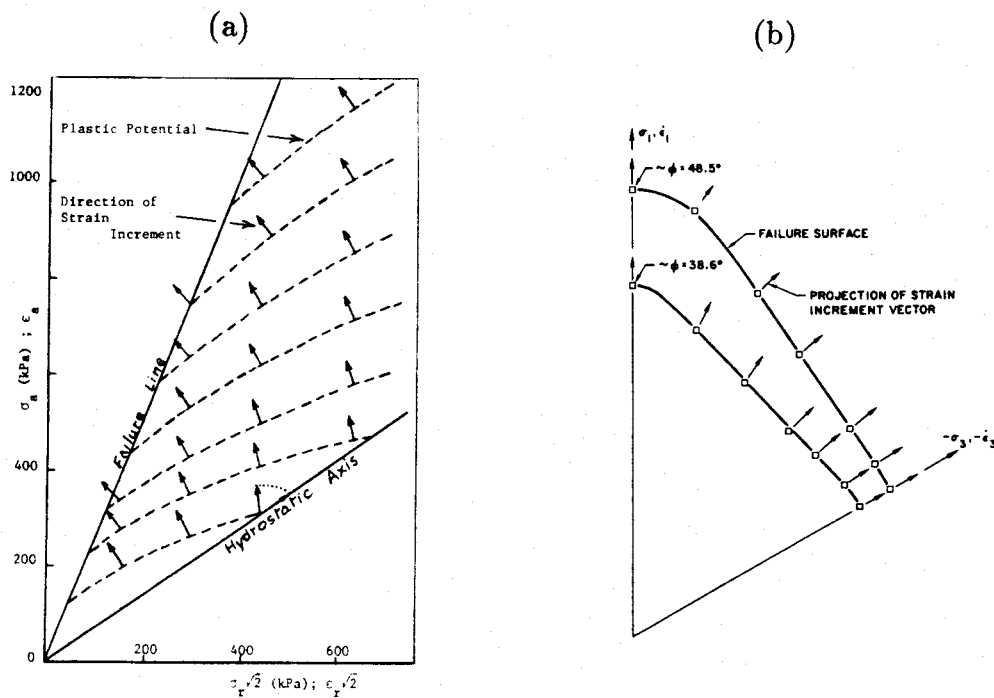 (a)
1200
Plastic Potential
1000
Direction of
Strain
Increment
σa (kPa) ; εa
Failure Line
400
Hydrostatic Axis
200
0
200
400
600
σr√2 (kPa); εr√2
(b)
σ1, ε̇1
~ϕ=48.5°
FAILURE SURFACE
~ϕ=38.6°
PROJECTION OF STRAIN
INCREMENT VECTOR
-σ3, -ε̇3